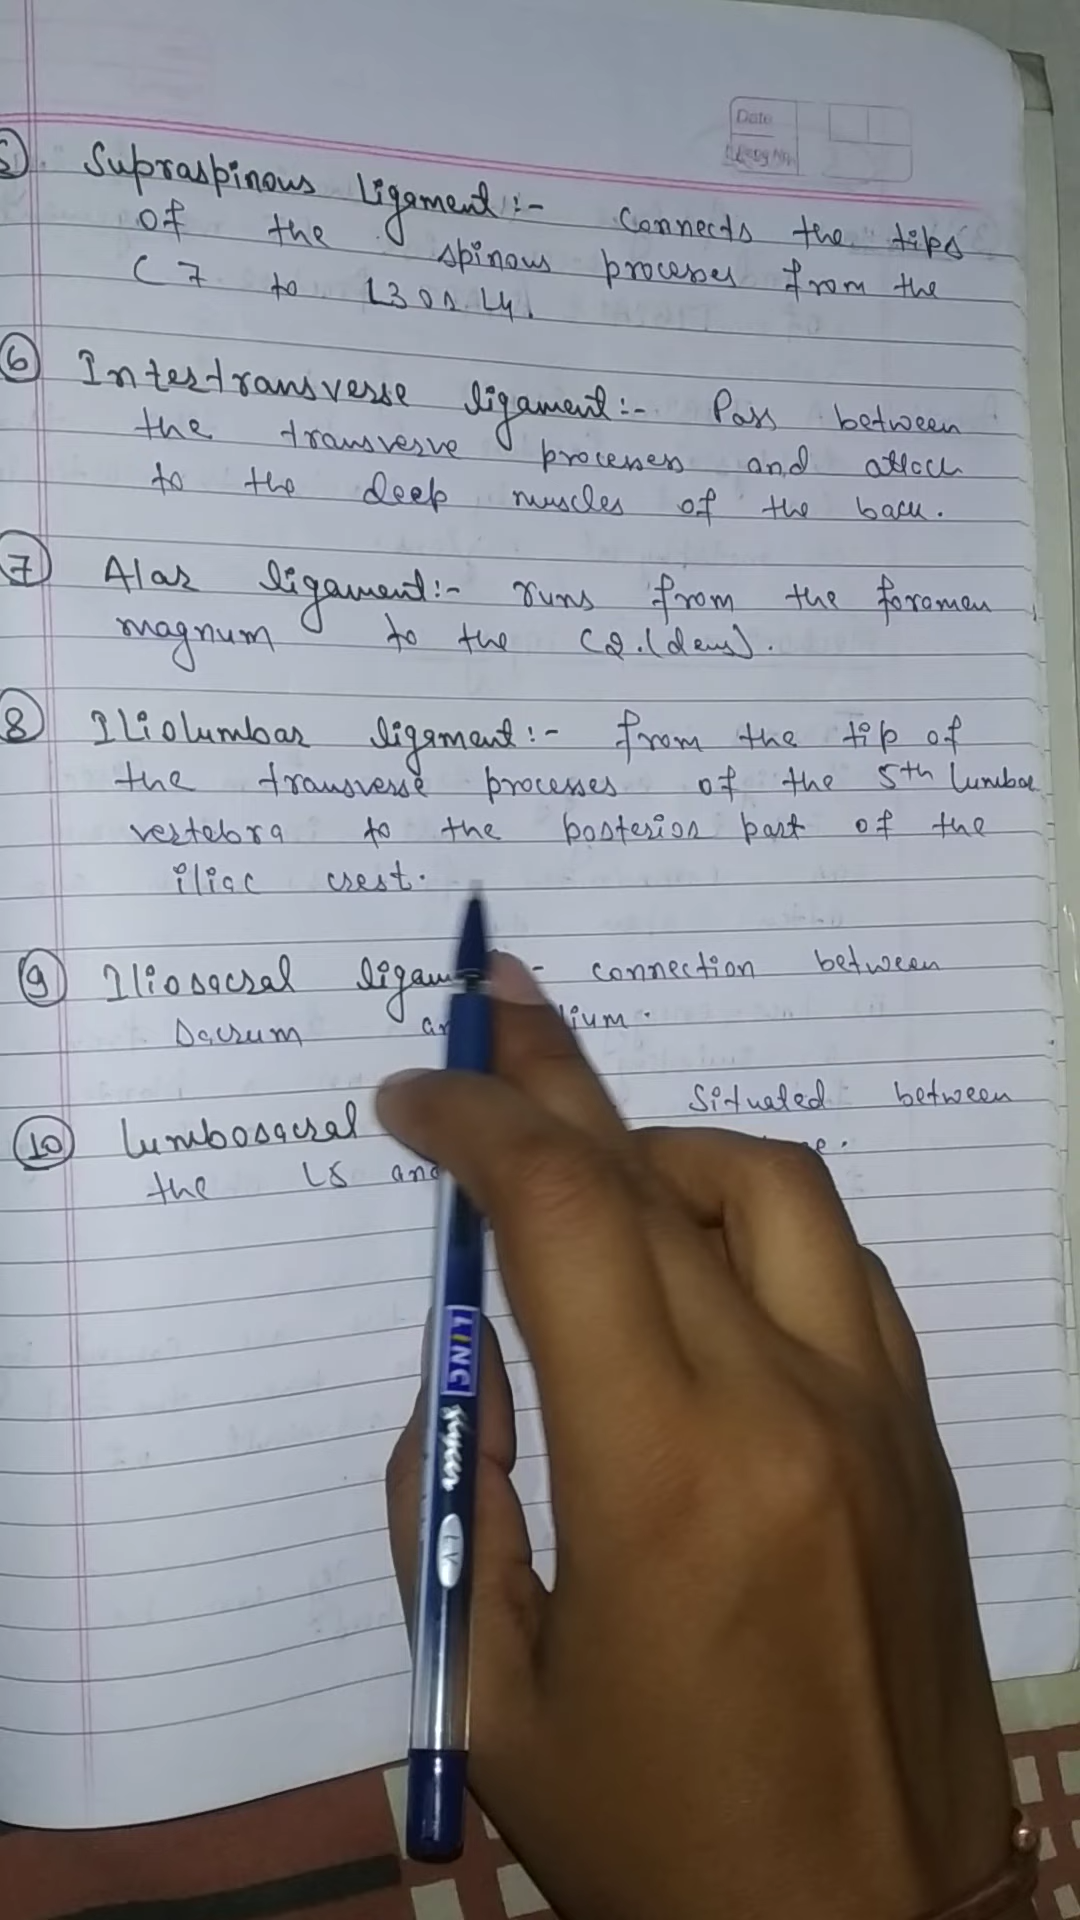 5) Supraspinous ligament :- connects the tips
of the spinous processes from the
C7 to L3 or L4.
6 Intertransverse ligament :- Pass between
the transverse processes and attach
to the deep muscles of the back.
7 Alar ligament :- runs from the foramen
magnum to the C2.(dens).
8 Iliolumbar ligament :- from the tip of
the transverse processes of the 5th lumbar
vertebra to the posterior part of the
iliac crest.
9 Iliosacral - connection between
sacrum
10 Lumbosacral situated between
the L5 and
Date
LINC